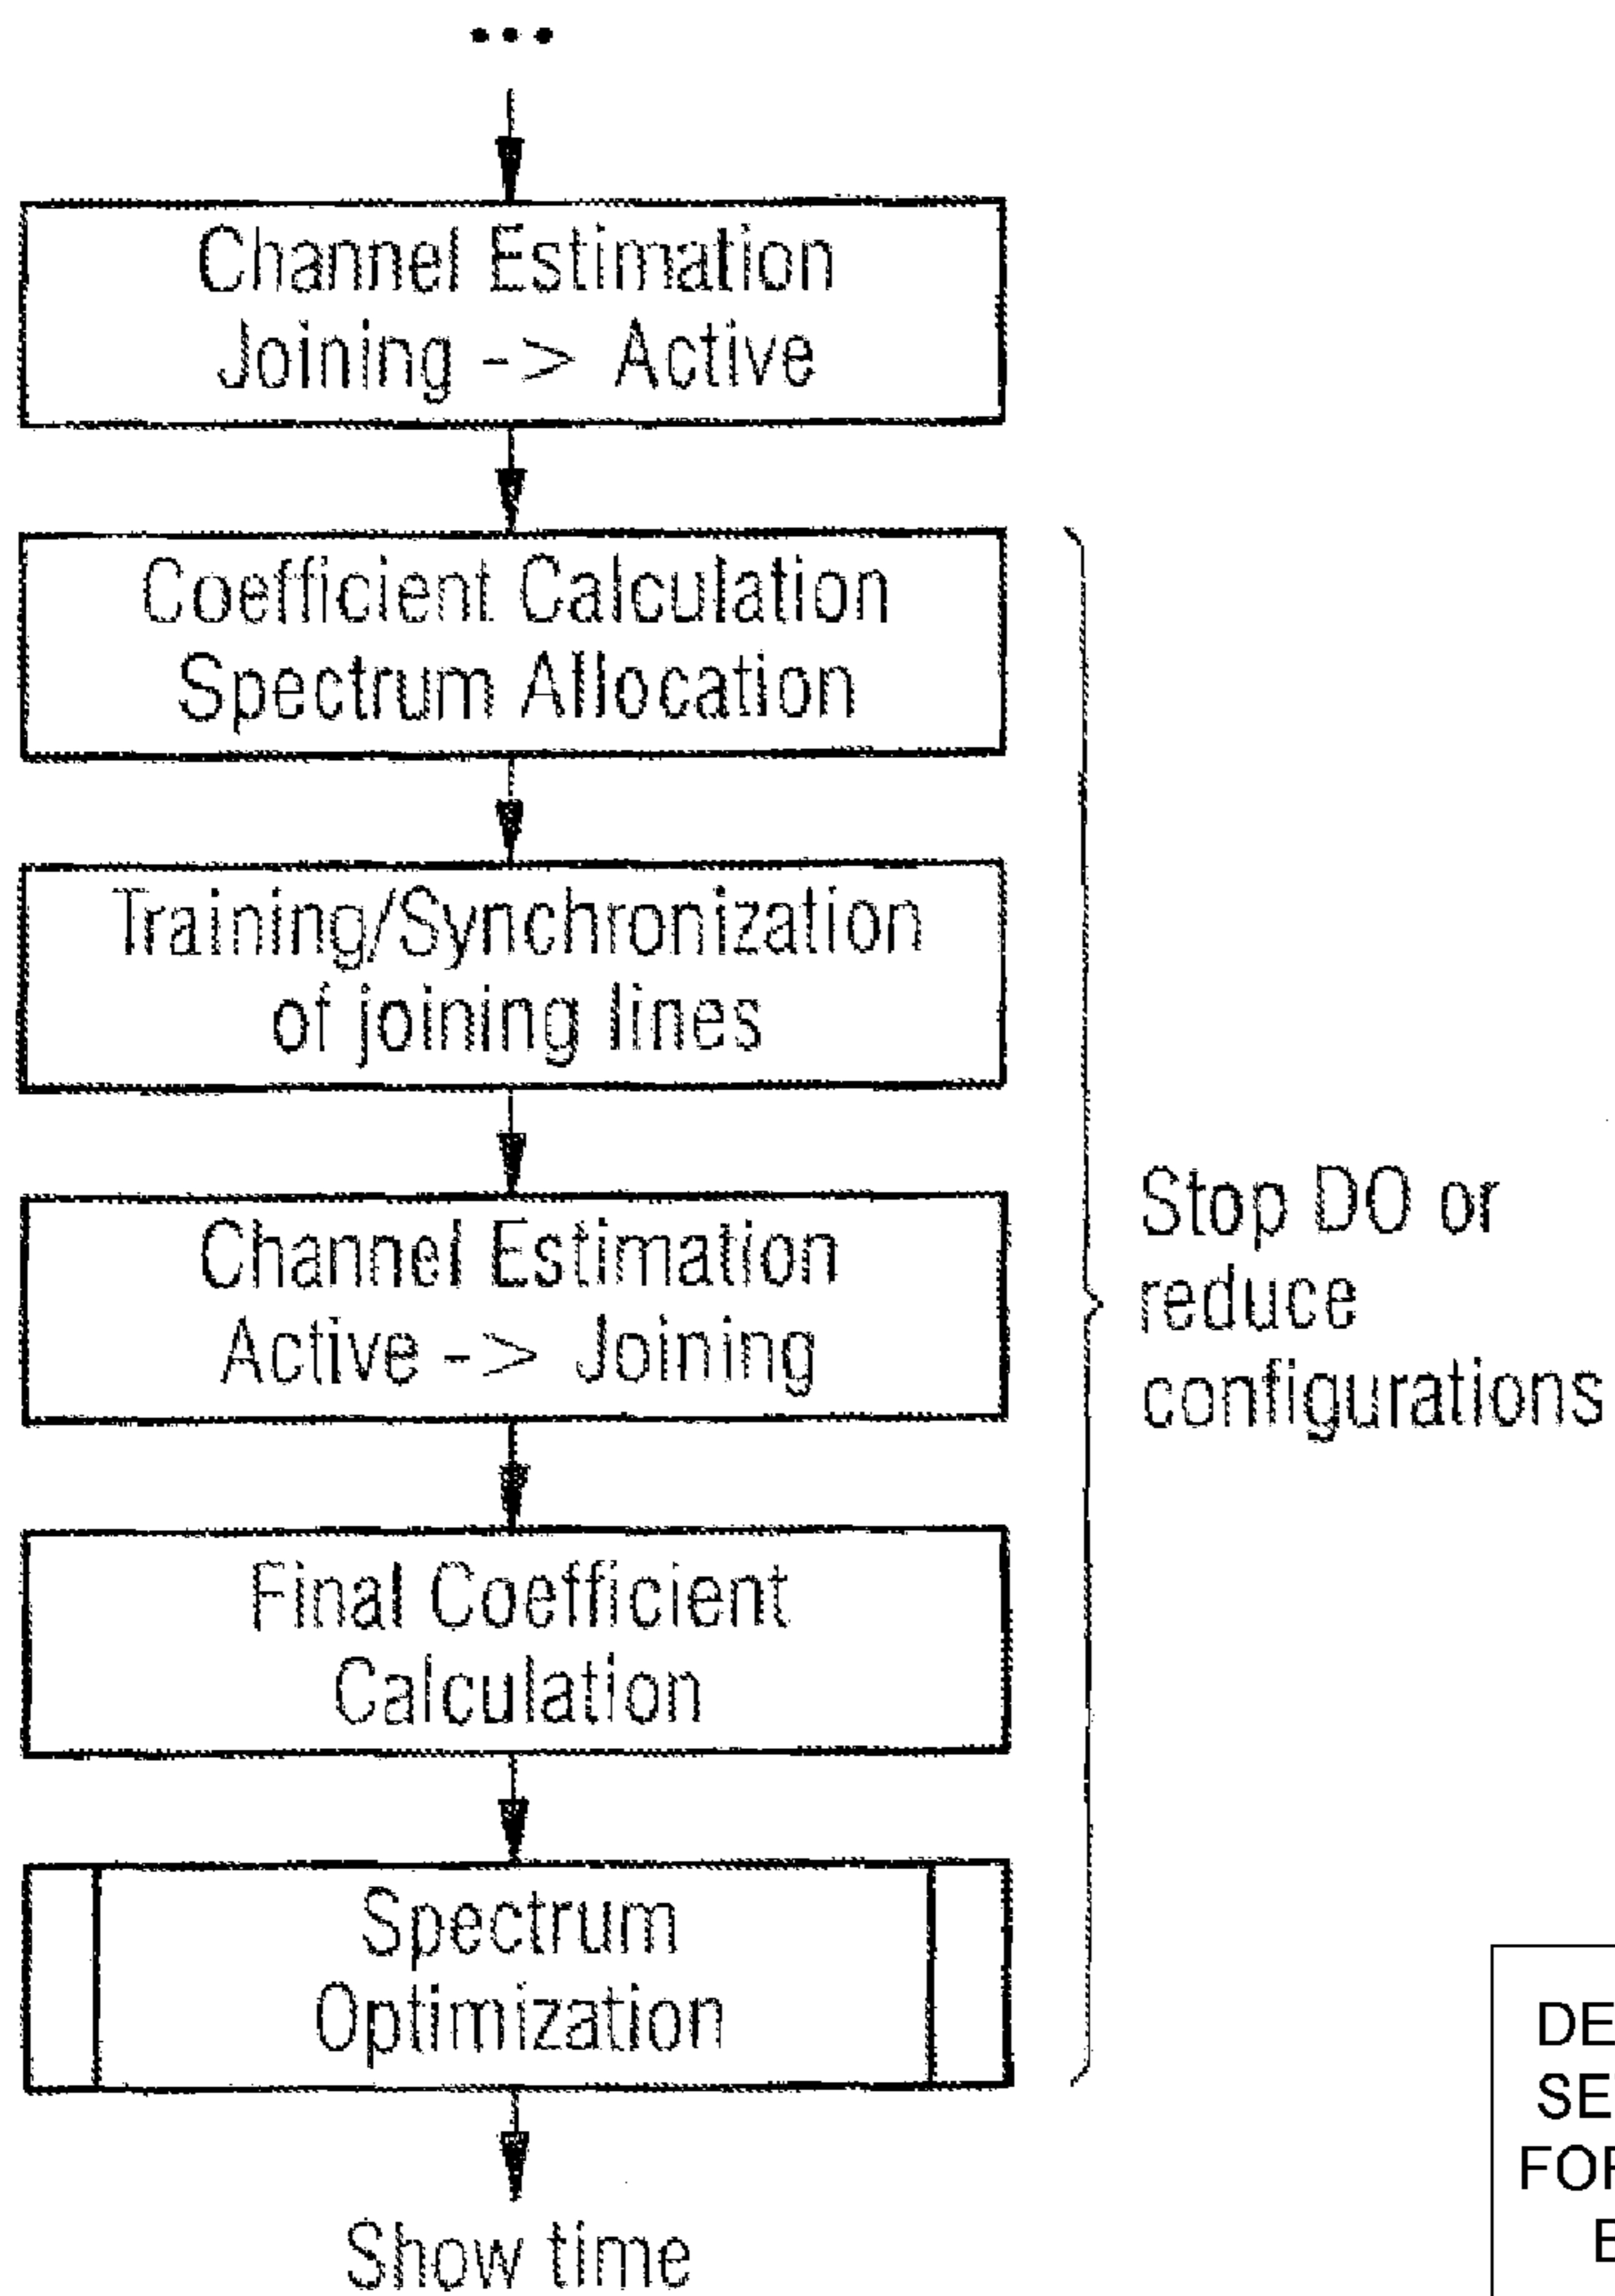 •••
Channel Estimation
Joining -> Active
Coefficient Calculation
Spectrum Allocation
Training/Synchronization
of joining lines
Channel Estimation
Active -> Joining
Stop DO or
reduce
configurations
Final Coefficient
Calculation
Spectrum
Optimization
Show time